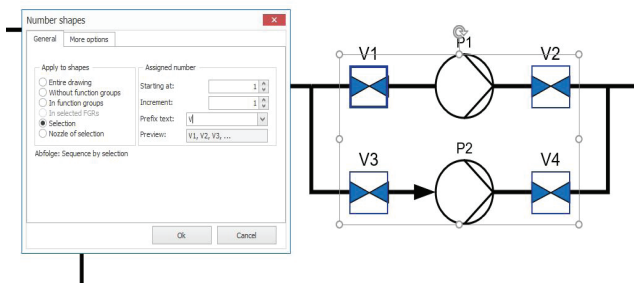 Number shapes
General
More options
Apply to shapes
Entire drawing
Without function groups
In function groups
In selected FGRs
Selection
Nozzle of selection
Assigned number
Starting at: 1
Increment: 1
Prefix text: V
Preview: V1, V2, V3, ...
Abfolge: Sequence by selection
Ok
Cancel
V1
P1
V2
V3
P2
V4